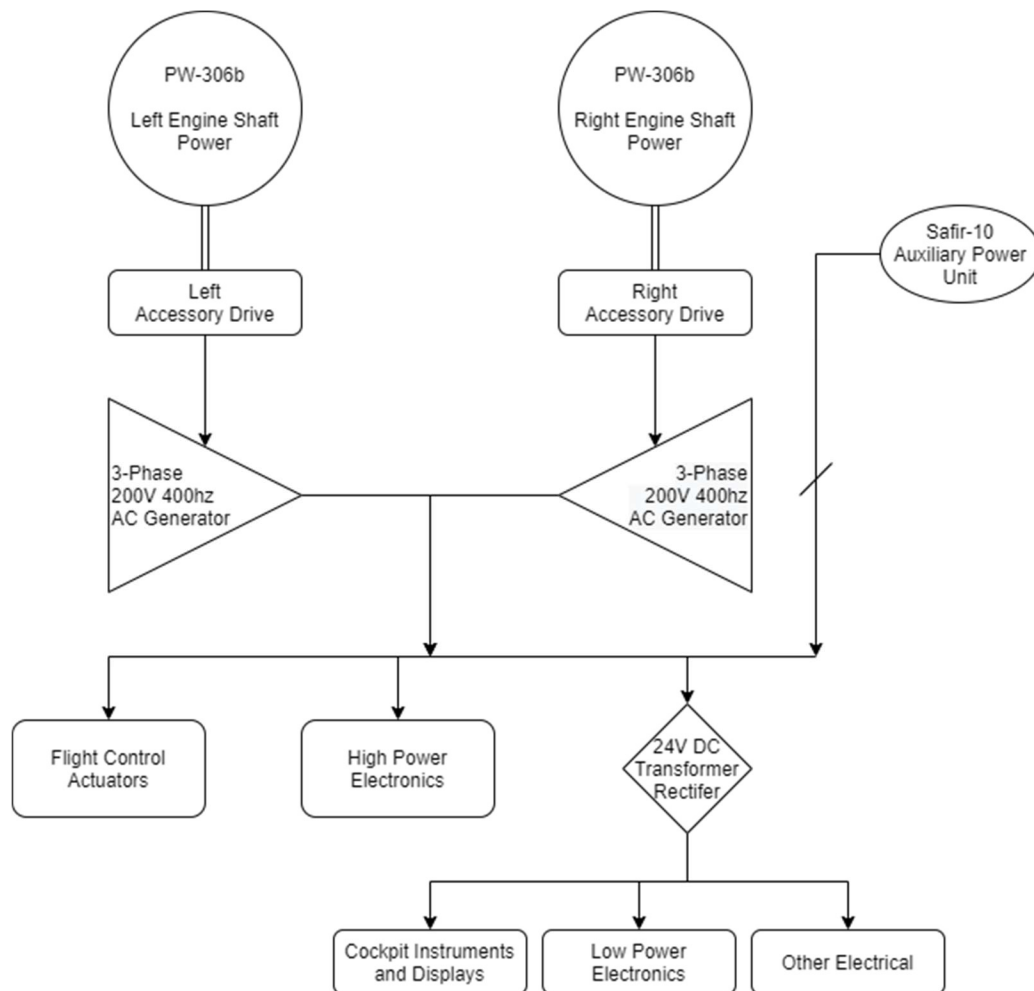 PW-306b
Left Engine Shaft
Power
PW-306b
Right Engine Shaft
Power
Safir-10
Auxiliary Power
Unit
Left
Accessory Drive
Right
Accessory Drive
3-Phase
200V 400hz
AC Generator
3-Phase
200V 400hz
AC Generator
Flight Control
Actuators
High Power
Electronics
24V DC
Transformer
Rectifer
Cockpit Instruments
and Displays
Low Power
Electronics
Other Electrical